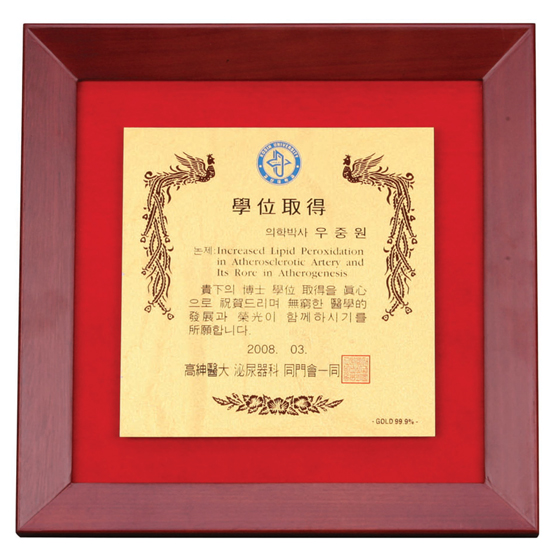 KOSIN UNIVERSITY
學位取得
의학박사 우 중 원
논제:Increased Lipid Peroxidation
in Atherosclerotic Artery and
Its Rore in Atherogenesis
貴下의 博士 學位 取得을 眞心
으로 祝賀드리며 無窮한 醫學的
發展과 榮光이 함께하시기를
所願합니다.
2008. 03.
高紳醫大 泌尿器科 同門會一同
- GOLD 99.9% -